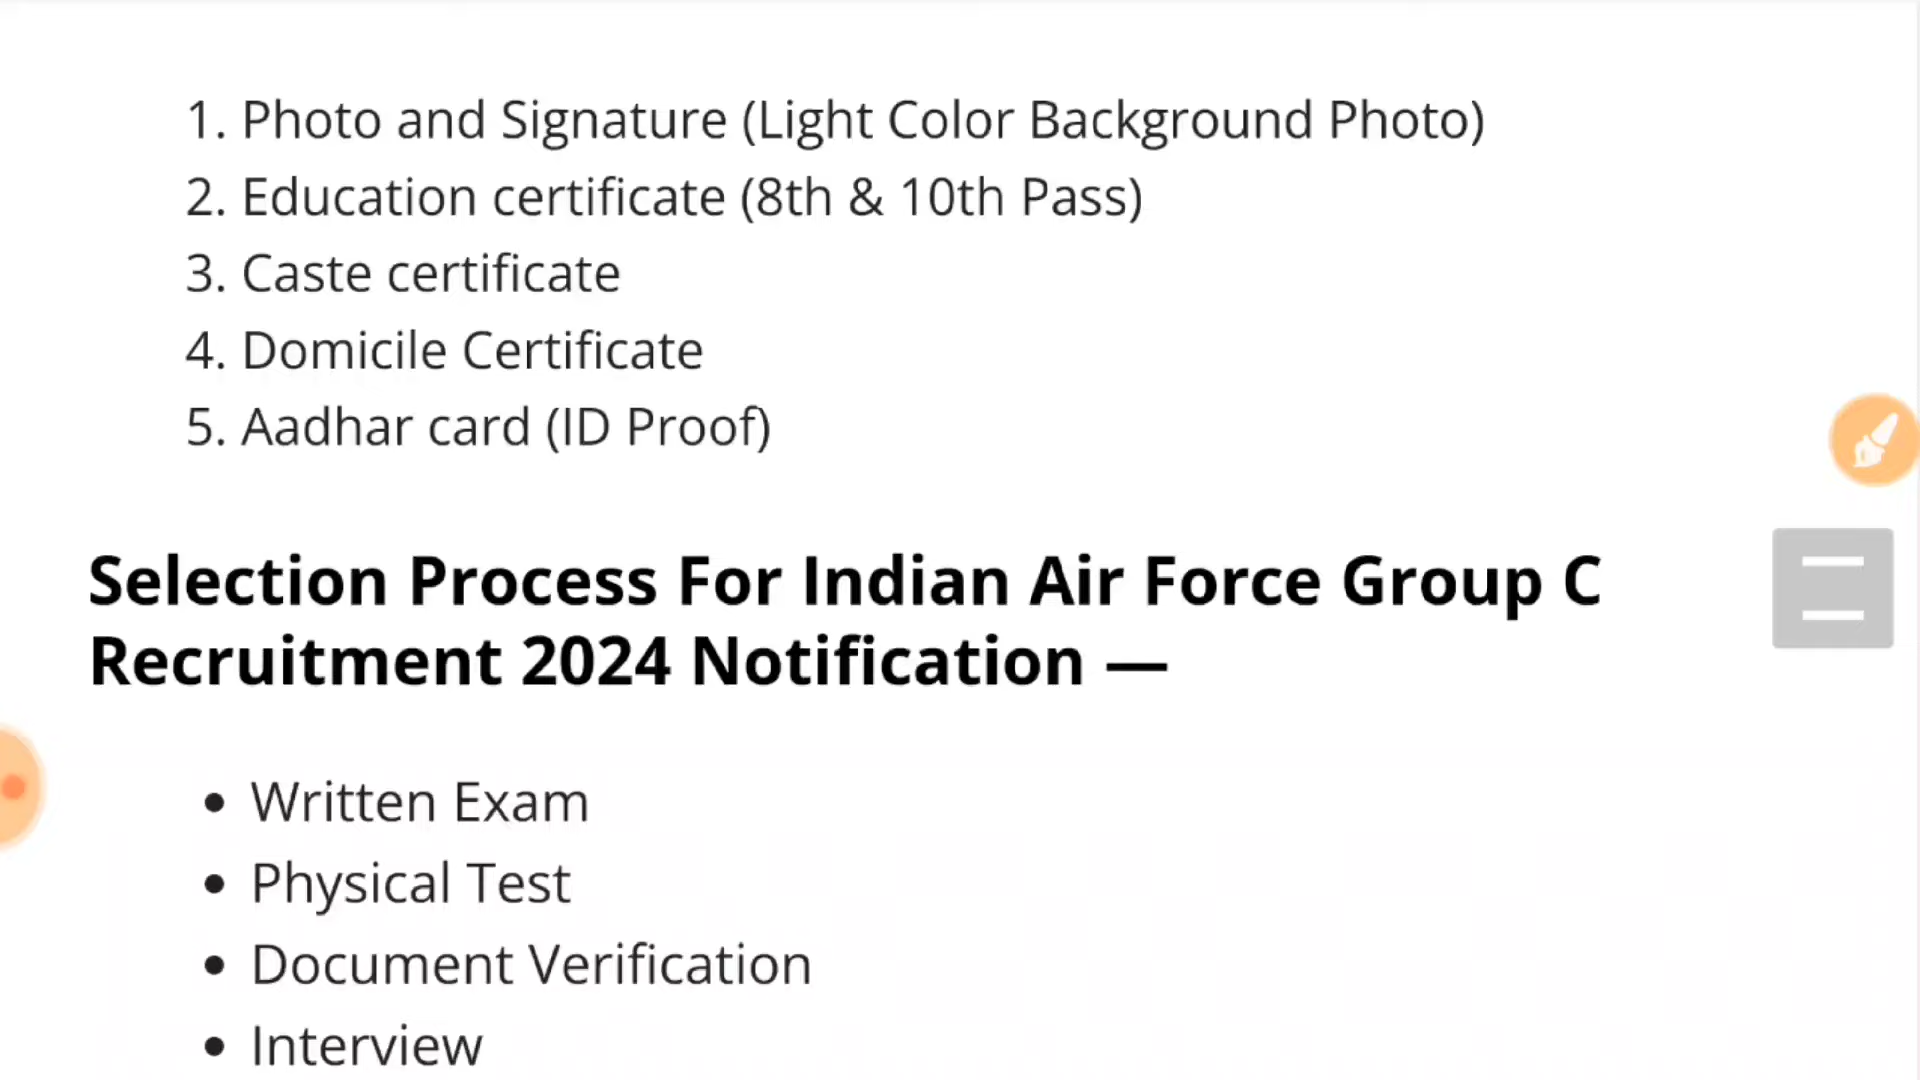 1. Photo and Signature (Light Color Background Photo)
2. Education certificate (8th & 10th Pass)
3. Caste certificate
4. Domicile Certificate
5. Aadhar card (ID Proof)
Selection Process For Indian Air Force Group C
Recruitment 2024 Notification —
• Written Exam
• Physical Test
• Document Verification
• Interview